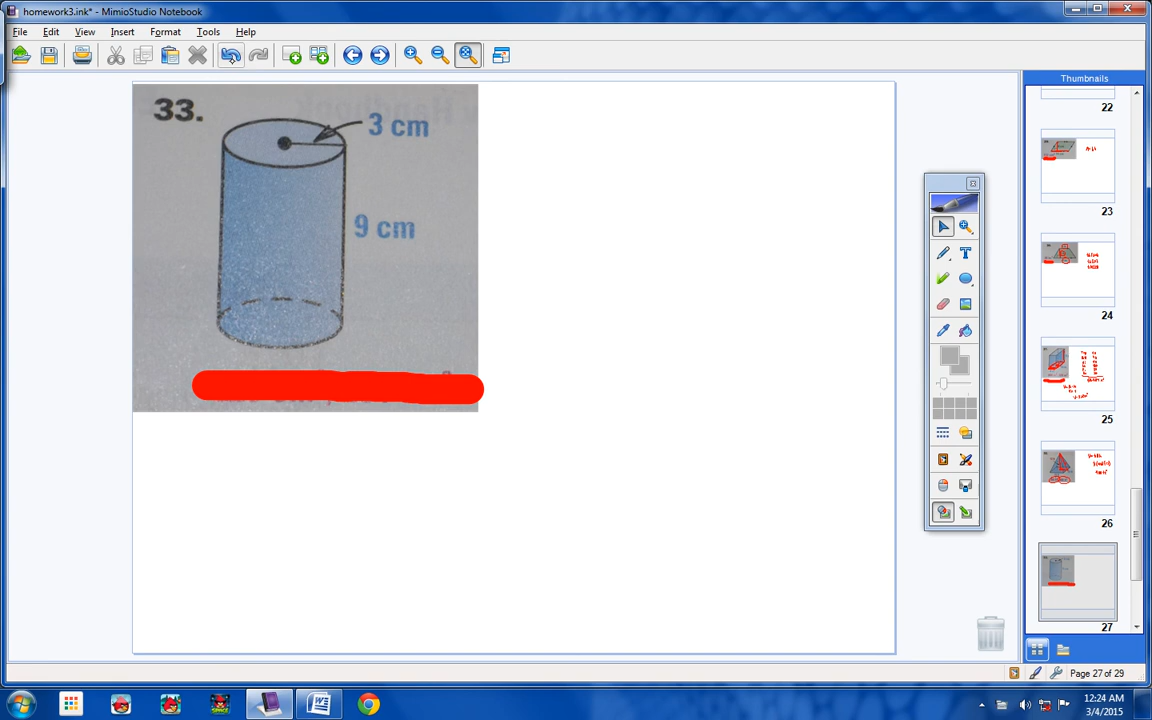 homework3.ink* - MimioStudio Notebook
File Edit View Insert Format Tools Help
Thumbnails
33.
3 cm
9 cm
22
23
24
25
26
27
Page 27 of 29
12:24 AM
3/4/2015